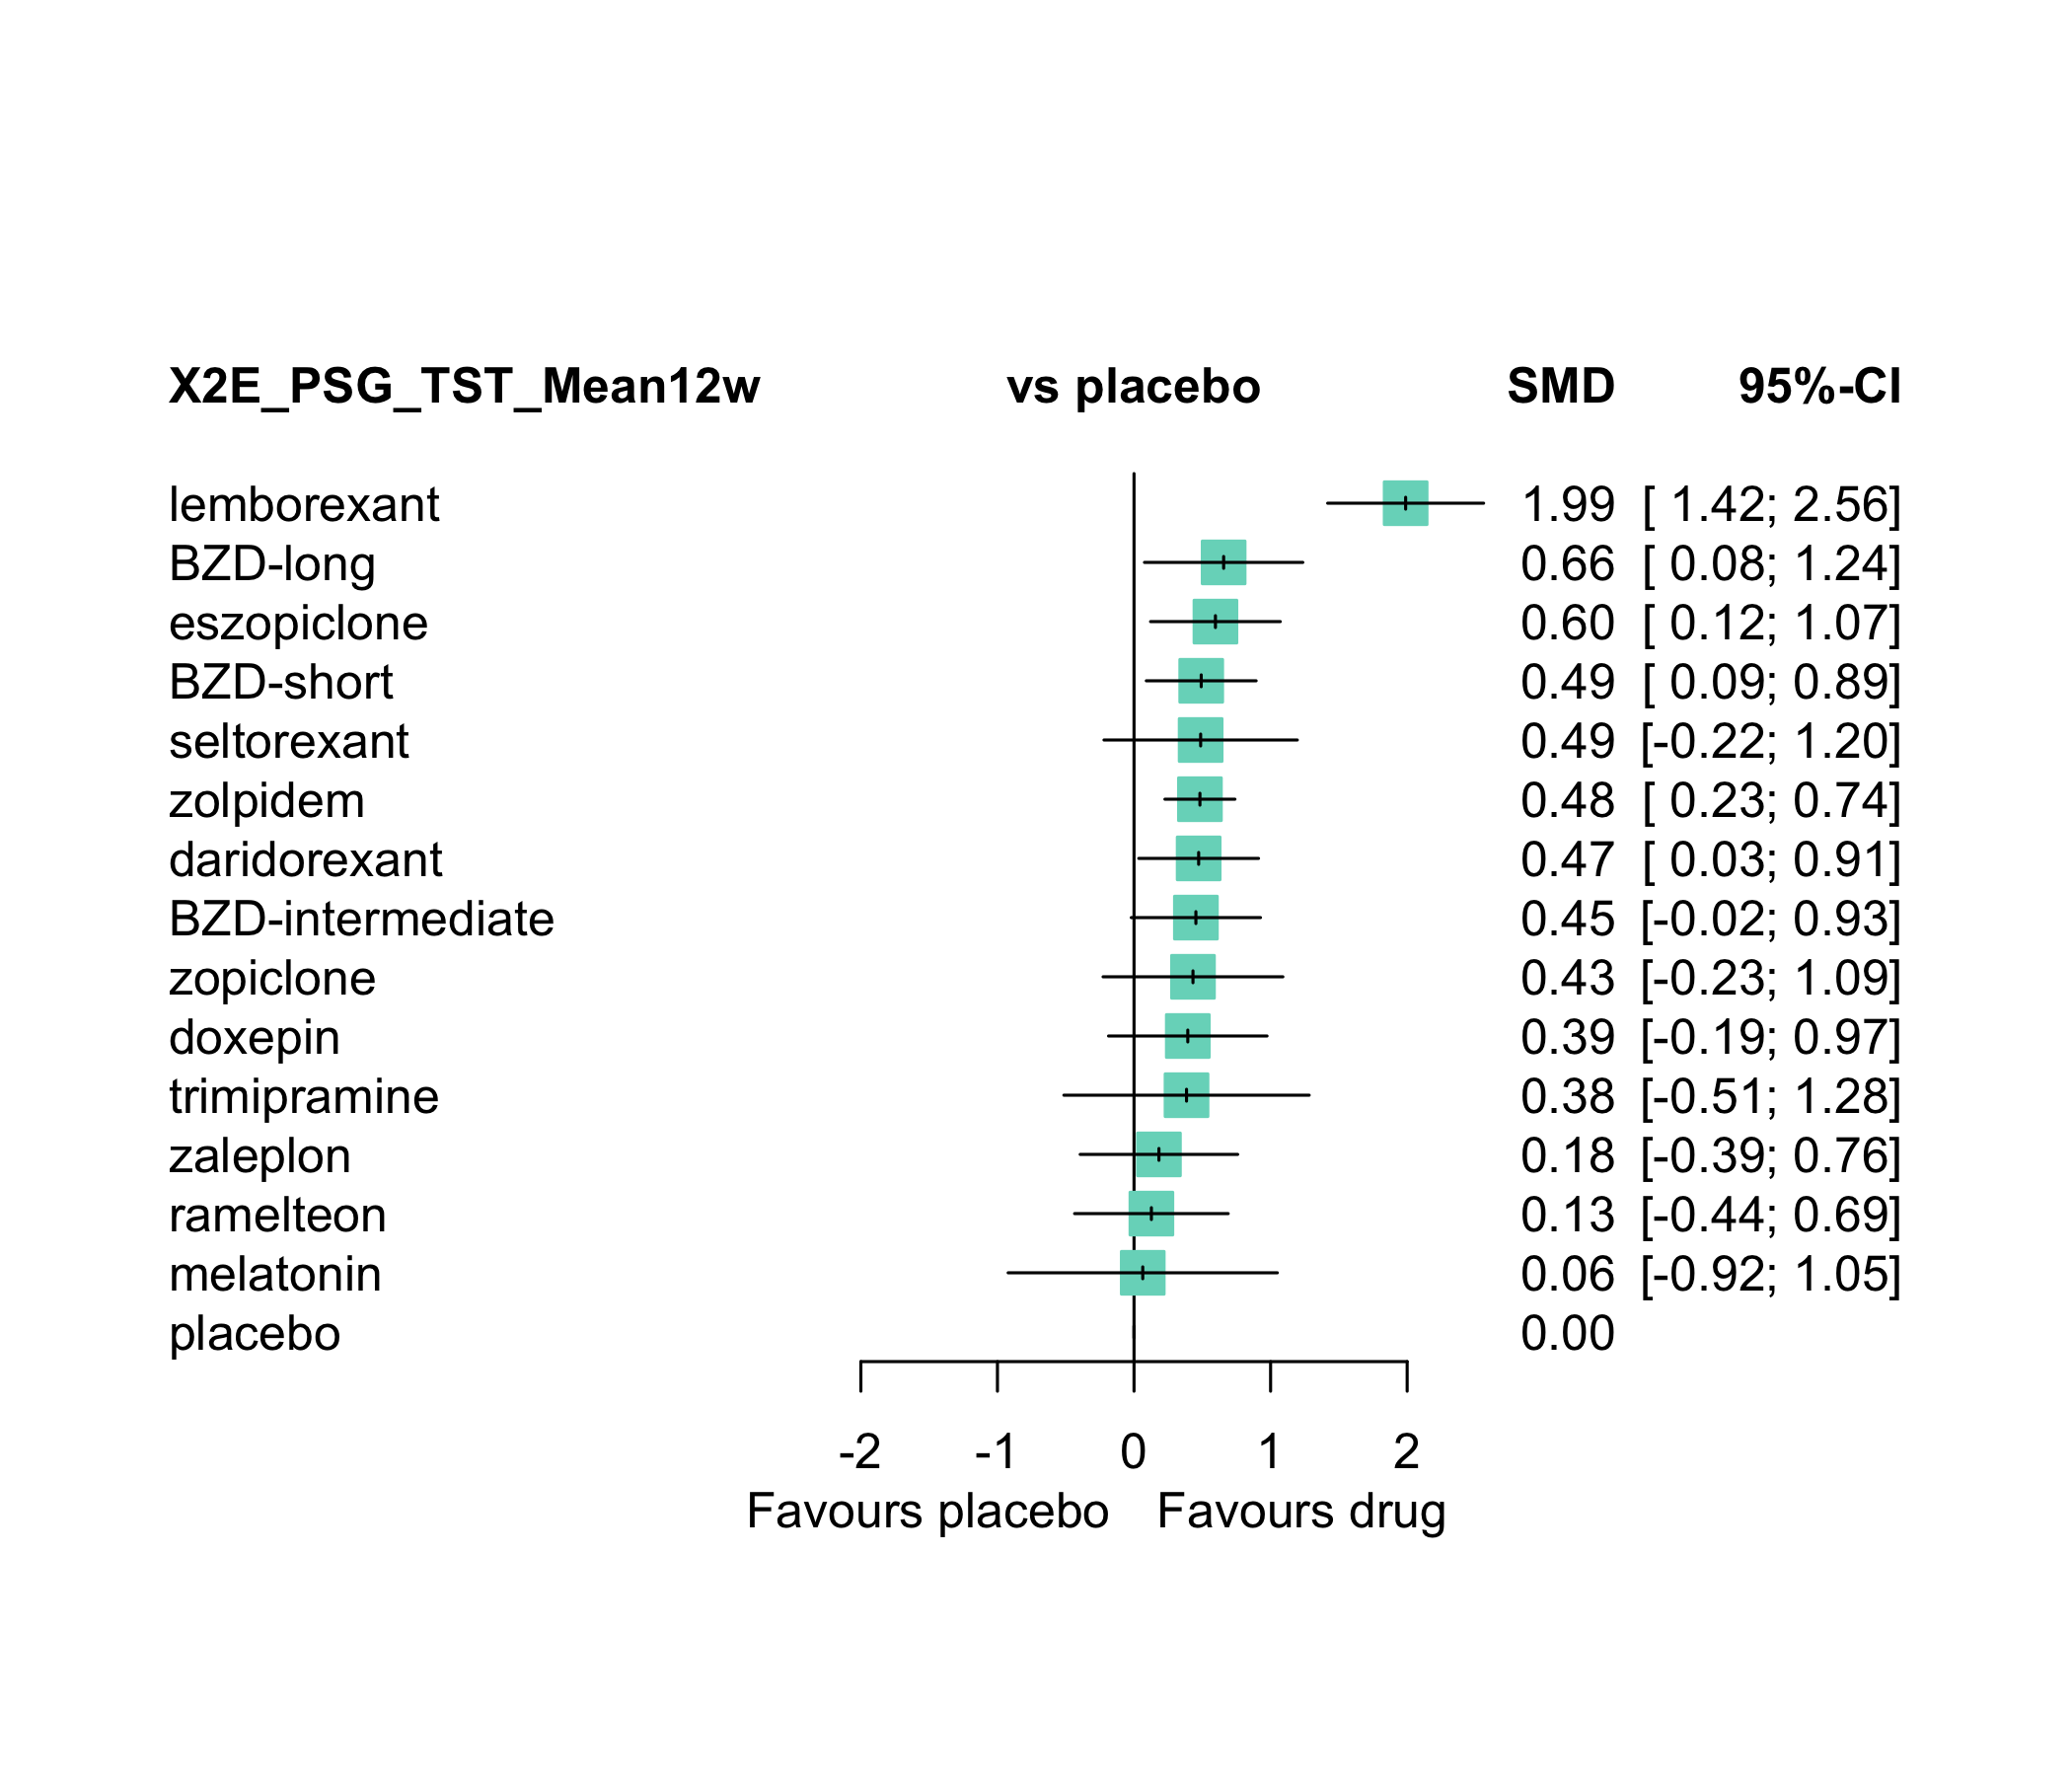 X2E_PSG_TST_Mean12w vs placebo SMD 95%-CI
lemborexant 1.99 [ 1.42; 2.56]
BZD-long 0.66 [ 0.08; 1.24]
eszopiclone 0.60 [ 0.12; 1.07]
BZD-short 0.49 [ 0.09; 0.89]
seltorexant 0.49 [-0.22; 1.20]
zolpidem 0.48 [ 0.23; 0.74]
daridorexant 0.47 [ 0.03; 0.91]
BZD-intermediate 0.45 [-0.02; 0.93]
zopiclone 0.43 [-0.23; 1.09]
doxepin 0.39 [-0.19; 0.97]
trimipramine 0.38 [-0.51; 1.28]
zaleplon 0.18 [-0.39; 0.76]
ramelteon 0.13 [-0.44; 0.69]
melatonin 0.06 [-0.92; 1.05]
placebo 0.00
-2 -1 0 1 2
Favours placebo Favours drug